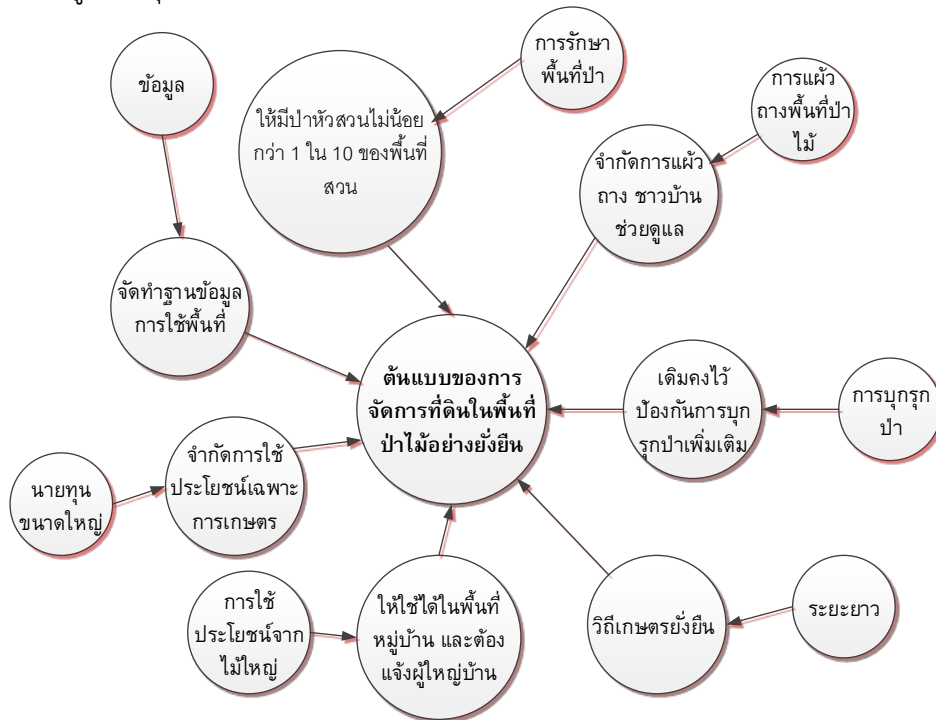 การรักษา
พื้นที่ป่า
ข้อมูล
ให้มีป่าหัวสวนไม่น้อย
กว่า 1 ใน 10 ของพื้นที่
สวน
การแผ้ว
ถางพื้นที่ป่า
ไม้
จำกัดการแผ้ว
ถาง ชาวบ้าน
ช่วยดูแล
จัดทำฐานข้อมูล
การใช้พื้นที่
ต้นแบบของการ
จัดการที่ดินในพื้นที่
ป่าไม้อย่างยั่งยืน
เดิมคงไว้
ป้องกันการบุก
รุกป่าเพิ่มเติม
การบุกรุก
ป่า
จำกัดการใช้
ประโยชน์เฉพาะ
การเกษตร
นายทุน
ขนาดใหญ่
การใช้
ประโยชน์จาก
ไม้ใหญ่
ให้ใช้ได้ในพื้นที่
หมู่บ้าน และต้อง
แจ้งผู้ใหญ่บ้าน
วิถีเกษตรยั่งยืน
ระยะยาว